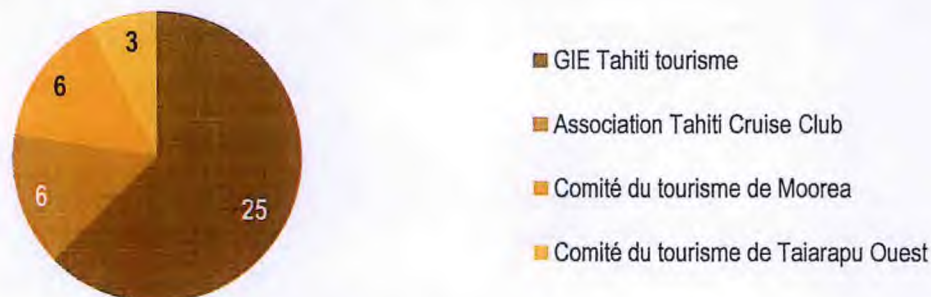 3
6
6
25
GIE Tahiti tourisme
Association Tahiti Cruise Club
Comité du tourisme de Moorea
Comité du tourisme de Taiarapu Ouest